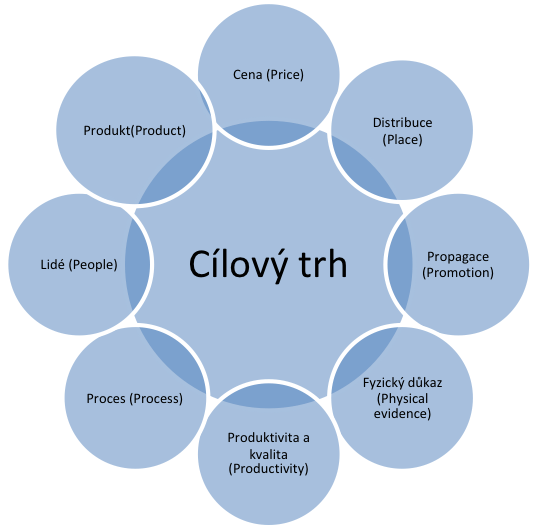 Cena (Price)
Produkt(Product)
Distribuce
(Place)
Lidé (People)
Cílový trh
Propagace
(Promotion)
Proces (Process)
Fyzický důkaz
(Physical
evidence)
Produktivita a
kvalita
(Productivity)